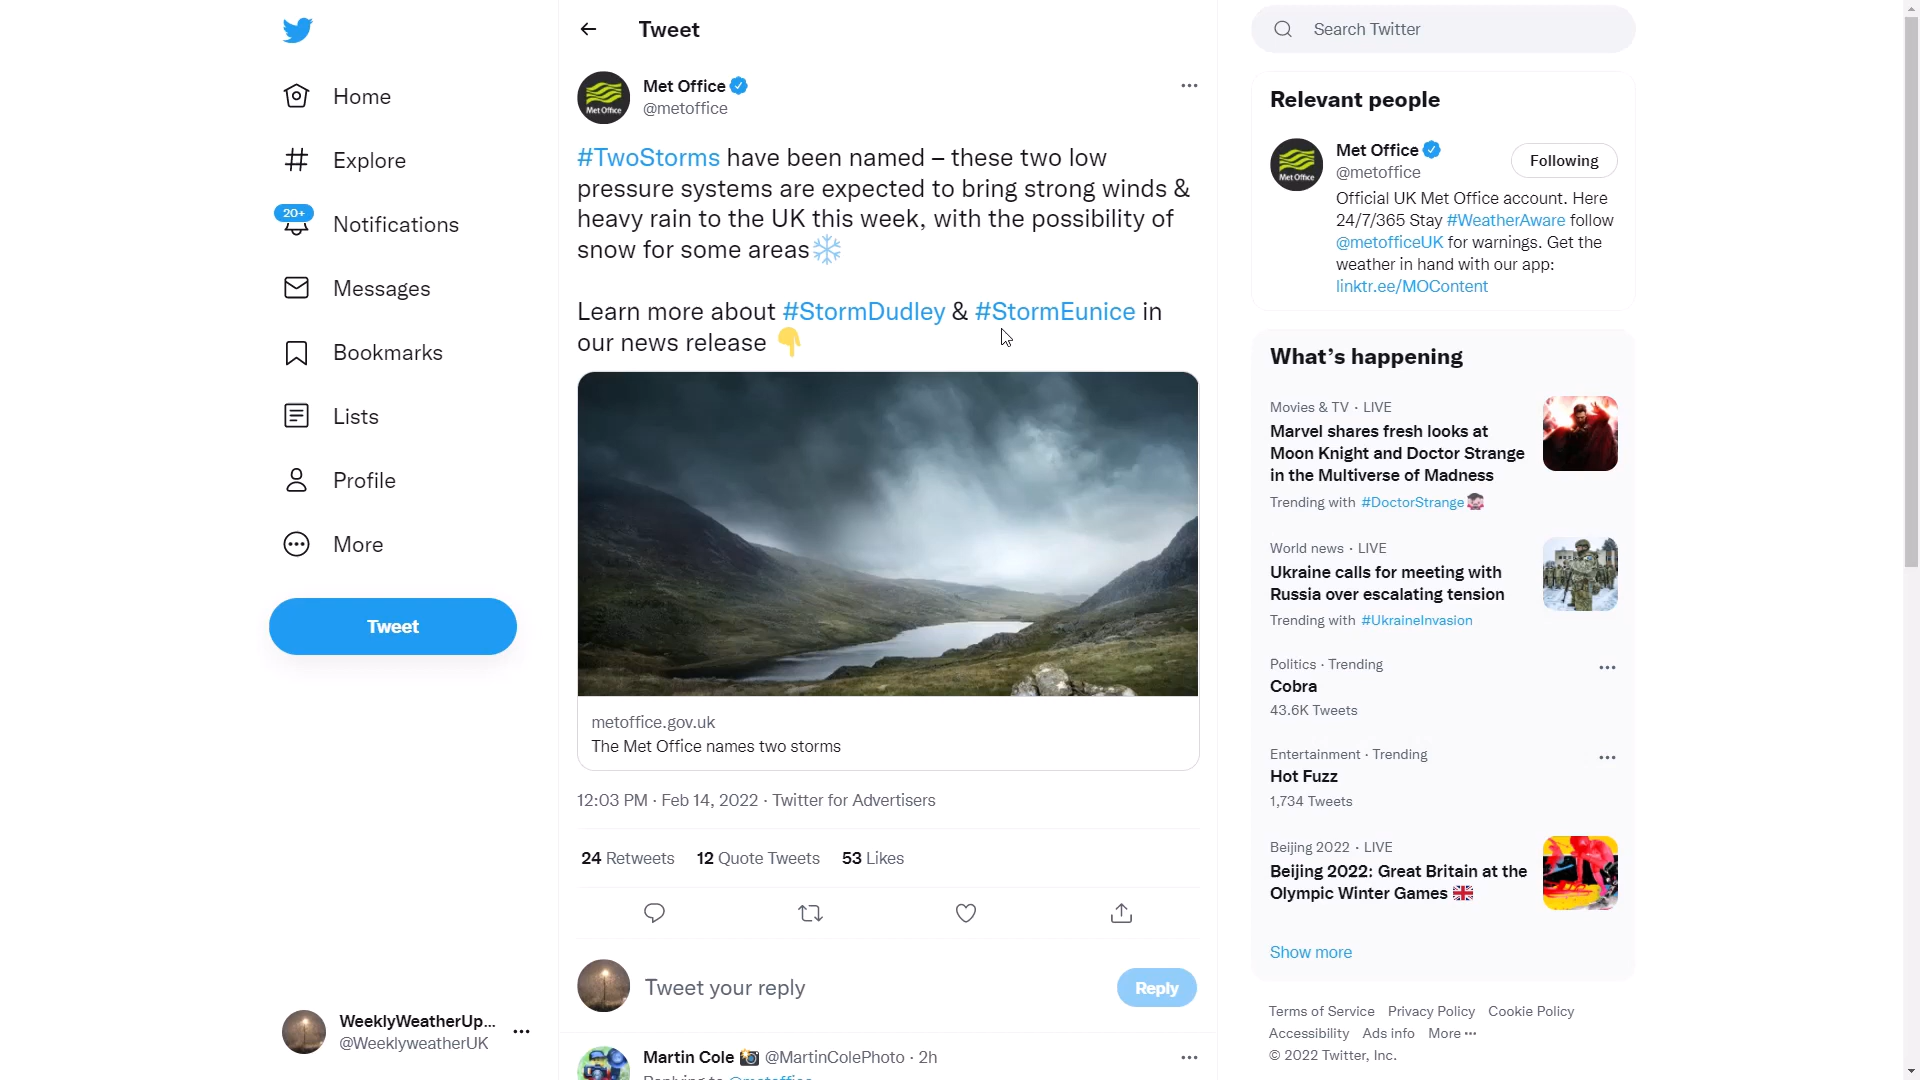 Home
Explore
20+
Notifications
Messages
Bookmarks
Lists
Profile
More
Tweet
WeeklyWeatherUp...
@WeeklyweatherUK
Tweet
Met Office
Met Office
@metoffice
#TwoStorms have been named – these two low
pressure systems are expected to bring strong winds &
heavy rain to the UK this week, with the possibility of
snow for some areas❄️
Learn more about #StormDudley & #StormEunice in
our news release 👇
metoffice.gov.uk
The Met Office names two storms
12:03 PM · Feb 14, 2022 · Twitter for Advertisers
24 Retweets 12 Quote Tweets 53 Likes
Tweet your reply
Reply
Martin Cole 📸 @MartinColePhoto · 2h
Search Twitter
Relevant people
Met Office
Met Office
@metoffice
Following
Official UK Met Office account. Here
24/7/365 Stay #WeatherAware follow
@metofficeUK for warnings. Get the
weather in hand with our app:
linktr.ee/MOContent
What's happening
Movies & TV · LIVE
Marvel shares fresh looks at
Moon Knight and Doctor Strange
in the Multiverse of Madness
Trending with #DoctorStrange
World news · LIVE
Ukraine calls for meeting with
Russia over escalating tension
Trending with #UkraineInvasion
Politics · Trending
Cobra
43.6K Tweets
Entertainment · Trending
Hot Fuzz
1,734 Tweets
Beijing 2022 · LIVE
Beijing 2022: Great Britain at the
Olympic Winter Games 🇬🇧
Show more
Terms of Service Privacy Policy Cookie Policy
Accessibility Ads info More ···
© 2022 Twitter, Inc.